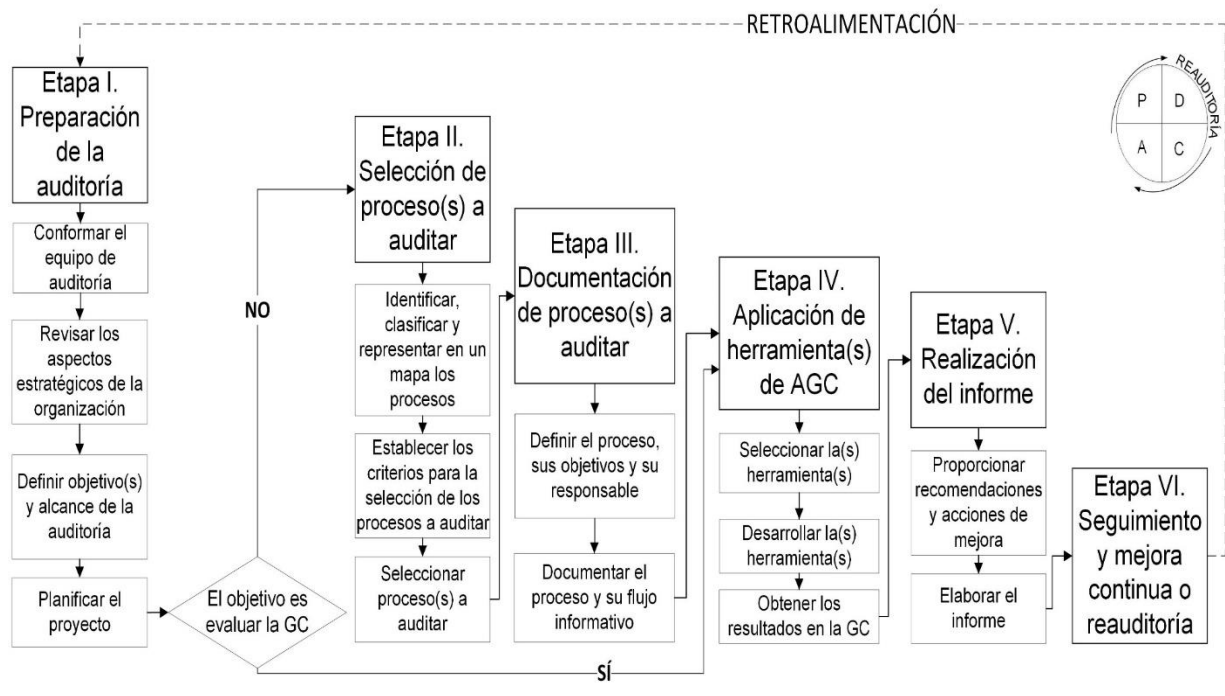 RETROALIMENTACIÓN
Etapa I.
Preparación
de la
auditoría
Conformar el
equipo de
auditoría
Revisar los
aspectos
estratégicos de la
organización
Definir objetivo(s)
y alcance de la
auditoría
Planificar el
proyecto
El objetivo es
evaluar la GC
NO
SÍ
Etapa II.
Selección de
proceso(s) a
auditar
Identificar,
clasificar y
representar en un
mapa los
procesos
Establecer los
criterios para la
selección de los
procesos a auditar
Seleccionar
proceso(s) a
auditar
Etapa III.
Documentación
de proceso(s) a
auditar
Definir el proceso,
sus objetivos y su
responsable
Documentar el
proceso y su flujo
informativo
Etapa IV.
Aplicación de
herramienta(s)
de AGC
Seleccionar la(s)
herramienta(s)
Desarrollar la(s)
herramienta(s)
Obtener los
resultados en la GC
Etapa V.
Realización
del informe
Proporcionar
recomendaciones
y acciones de
mejora
Elaborar el
informe
Etapa VI.
Seguimiento
y mejora
continua o
reauditoría
REAUDITORÍA
P D
A C